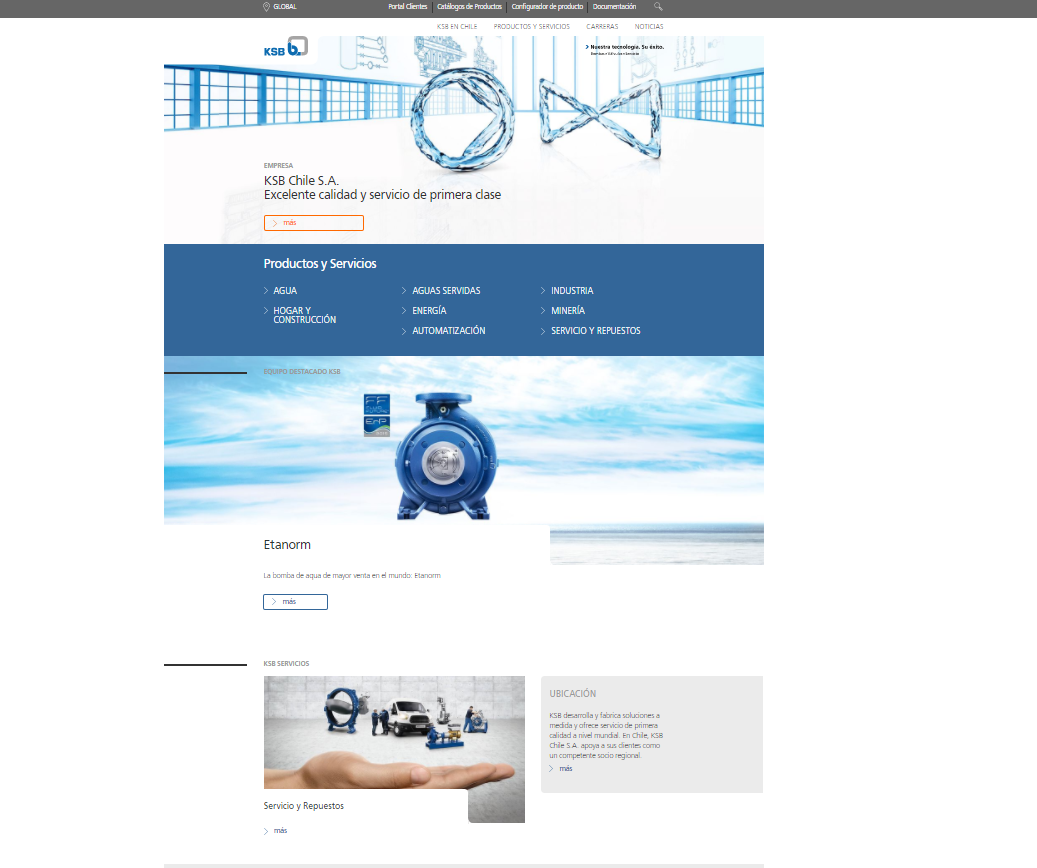 GLOBAL
Portal Clientes
Catálogos de Productos
Configurador de producto
Documentación
KSB EN CHILE
PRODUCTOS Y SERVICIOS
CARRERAS
NOTICIAS
KSB b.
Nuestra tecnología. Su éxito.
EMPRESA
KSB Chile S.A.
Excelente calidad y servicio de primera clase
más
Productos y Servicios
AGUA
AGUAS SERVIDAS
INDUSTRIA
HOGAR Y
CONSTRUCCIÓN
ENERGÍA
MINERÍA
AUTOMATIZACIÓN
SERVICIO Y REPUESTOS
EQUIPO DESTACADO KSB
ErP
Etanorm
La bomba de aqua de mayor venta en el mundo: Etanorm
más
KSB SERVICIOS
UBICACIÓN
KSB desarrolla y fabrica soluciones a
medida y ofrece servicio de primera
calidad a nivel mundial. En Chile, KSB
Chile S.A. apoya a sus clientes como
un competente socio regional.
más
Servicio y Repuestos
más